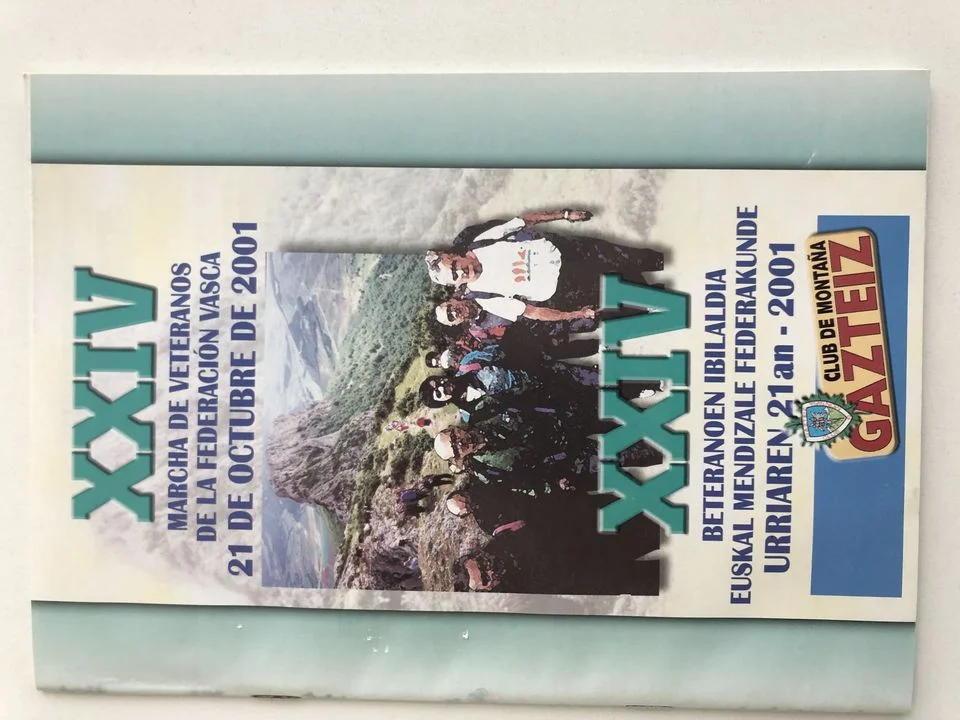 XXIV
MARCHA DE VETERANOS
DE LA FEDERACIÓN VASCA
21 DE OCTUBRE DE 2001
XXIV
BETERANOEN IBILALDIA
EUSKAL MENDIZALE FEDERAKUNDE
URRIAREN 21an - 2001
CLUB DE MONTAÑA
GAZTEIZ